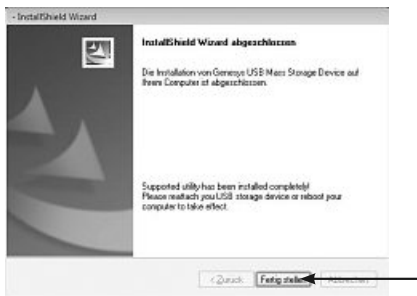 - InstallShield Wizard
InstallShield Wizard abgeschlossen
Die Installation von Genesys USB Mass Storage Device auf
Ihrem Computer ist abgeschlossen.
Supported utility has been installed completely!
Please reattach you USB storage device or reboot your
computer to take effect.
< Zurück Fertig stellen Abbrechen